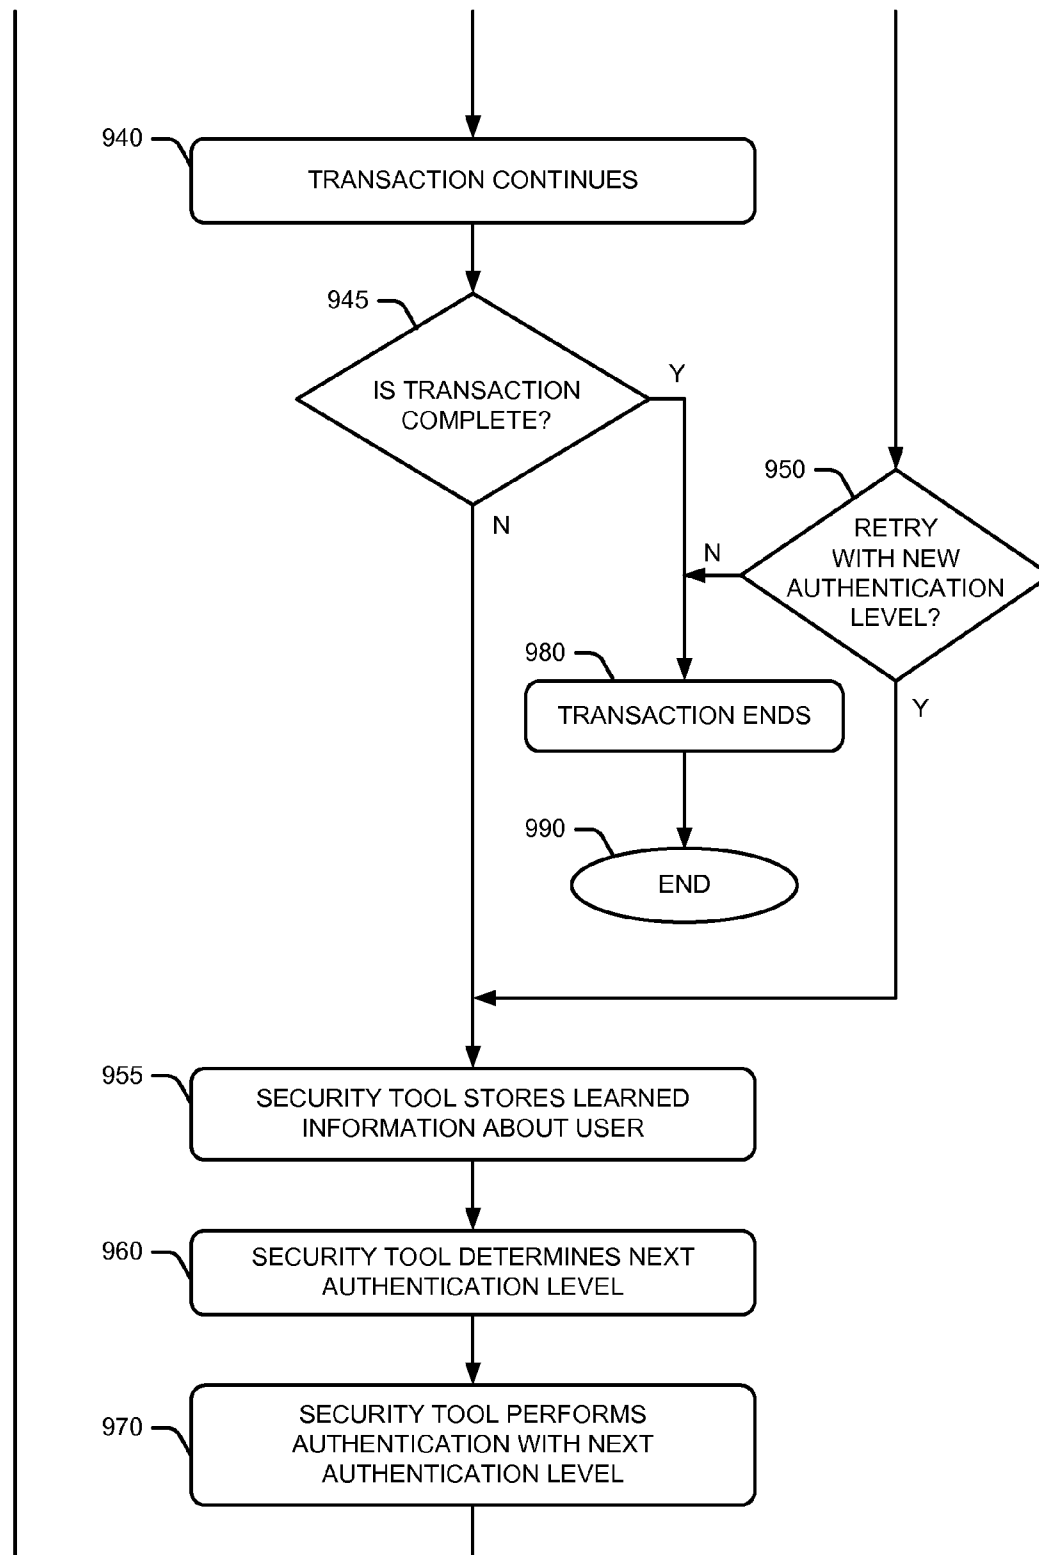 940
TRANSACTION CONTINUES
945
IS TRANSACTION
COMPLETE?
Y
N
950
RETRY
WITH NEW
AUTHENTICATION
LEVEL?
N
Y
980
TRANSACTION ENDS
990
END
955
SECURITY TOOL STORES LEARNED
INFORMATION ABOUT USER
960
SECURITY TOOL DETERMINES NEXT
AUTHENTICATION LEVEL
970
SECURITY TOOL PERFORMS
AUTHENTICATION WITH NEXT
AUTHENTICATION LEVEL